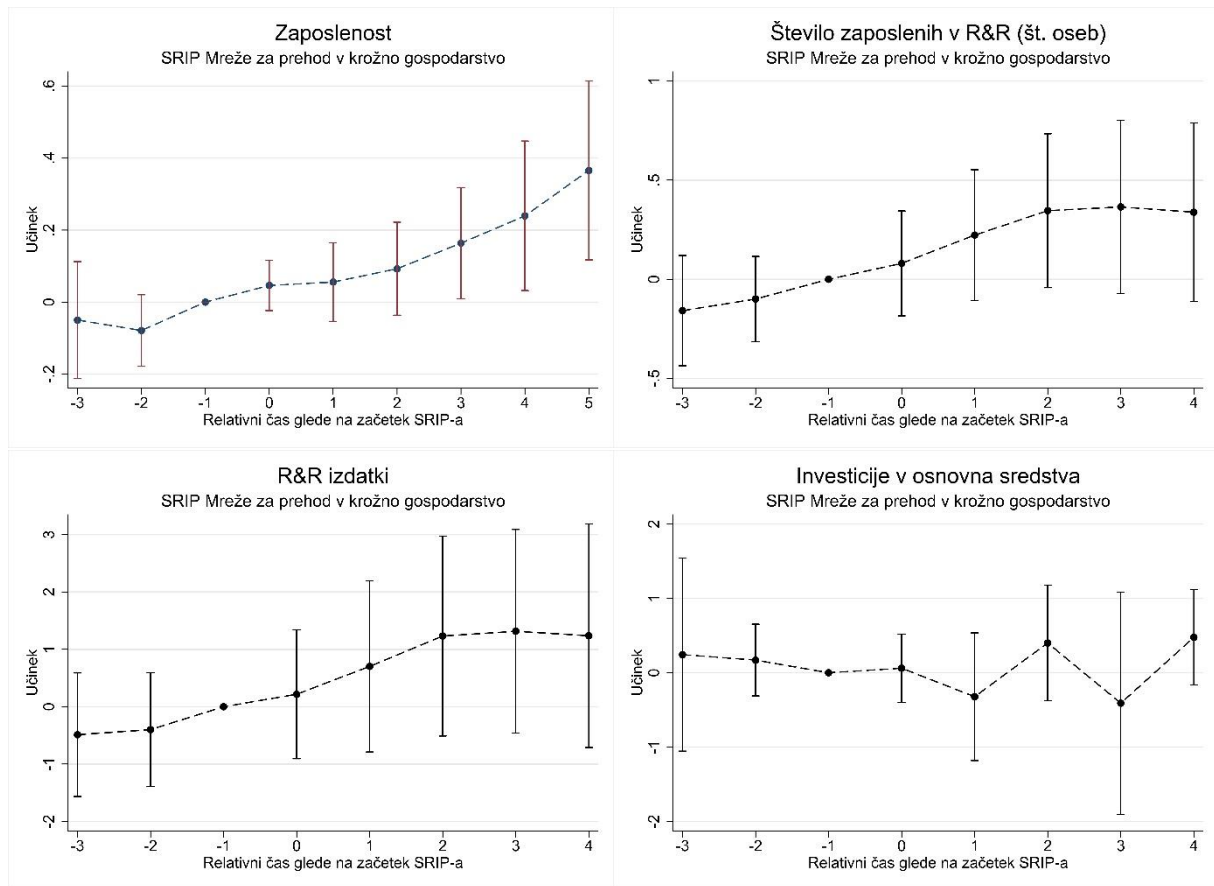 Zaposlenost
SRIP Mreže za prehod v krožno gospodarstvo
Učinek
.6
.4
.2
0
-.2
-3 -2 -1 0 1 2 3 4 5
Relativni čas glede na začetek SRIP-a
Število zaposlenih v R&R (št. oseb)
SRIP Mreže za prehod v krožno gospodarstvo
Učinek
1
.5
0
-.5
-3 -2 -1 0 1 2 3 4
Relativni čas glede na začetek SRIP-a
R&R izdatki
SRIP Mreže za prehod v krožno gospodarstvo
Učinek
3
2
1
0
-1
-2
-3 -2 -1 0 1 2 3 4
Relativni čas glede na začetek SRIP-a
Investicije v osnovna sredstva
SRIP Mreže za prehod v krožno gospodarstvo
Učinek
2
1
0
-1
-2
-3 -2 -1 0 1 2 3 4
Relativni čas glede na začetek SRIP-a